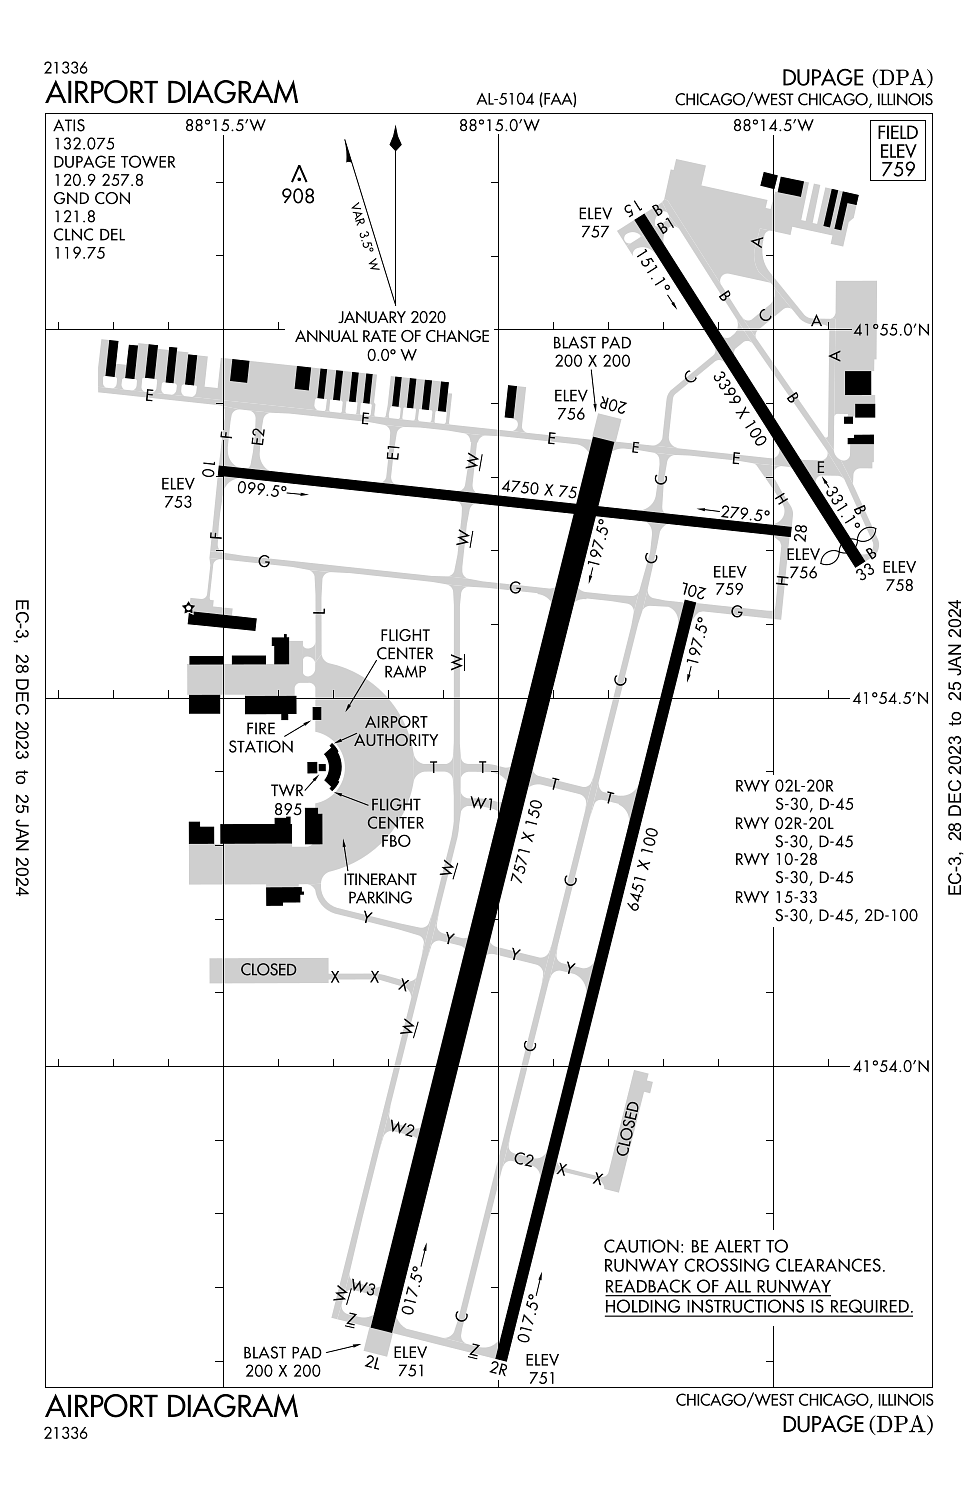 21336
AIRPORT DIAGRAM
AL-5104 (FAA)
DUPAGE (DPA)
CHICAGO/WEST CHICAGO, ILLINOIS
ATIS
132.075
DUPAGE TOWER
120.9 257.8
GND CON
121.8
CLNC DEL
119.75
88°15.5'W
88°15.0'W
88°14.5'W
FIELD
ELEV
759
908
VAR 3.5° W
JANUARY 2020
ANNUAL RATE OF CHANGE
0.0° W
ELEV
757
15
B
B1
A
151.1°
B
C
A
41°55.0'N
BLAST PAD
200 X 200
A
C
3399 X 100
B
ELEV
756
20R
E
E
F
E2
E1
W
E
E
E
E
C
10
ELEV
753
099.5°
4750 X 75
279.5°
H
331.1°
B
28
F
W
197.5°
C
ELEV
756
33
B
ELEV
758
G
G
ELEV
759
20L
H
G
L
FLIGHT
CENTER
RAMP
W
197.5°
C
41°54.5'N
FIRE
STATION
AIRPORT
AUTHORITY
T
T
T
T
TWR
895
FLIGHT
CENTER
FBO
W1
7571 X 150
6451 X 100
RWY 02L-20R
S-30, D-45
RWY 02R-20L
S-30, D-45
RWY 10-28
S-30, D-45
RWY 15-33
S-30, D-45, 2D-100
ITINERANT
PARKING
W
C
Y
Y
Y
Y
CLOSED
X
X
X
W
C
41°54.0'N
W2
C2
X
X
CLOSED
CAUTION: BE ALERT TO
RUNWAY CROSSING CLEARANCES.
READBACK OF ALL RUNWAY
HOLDING INSTRUCTIONS IS REQUIRED.
W
W3
017.5°
017.5°
Z
C
Z
BLAST PAD
200 X 200
2L
ELEV
751
2R
ELEV
751
AIRPORT DIAGRAM
21336
CHICAGO/WEST CHICAGO, ILLINOIS
DUPAGE (DPA)
EC-3, 28 DEC 2023 to 25 JAN 2024
EC-3, 28 DEC 2023 to 25 JAN 2024